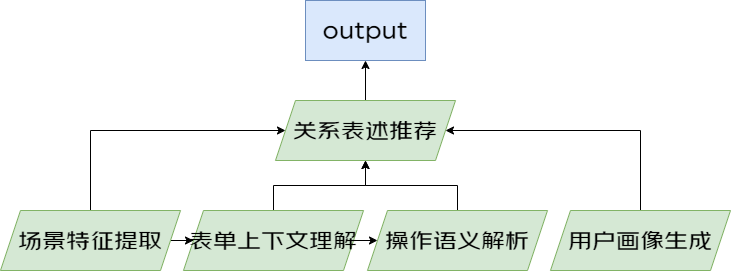 output
关系表述推荐
场景特征提取
表单上下文理解
操作语义解析
用户画像生成